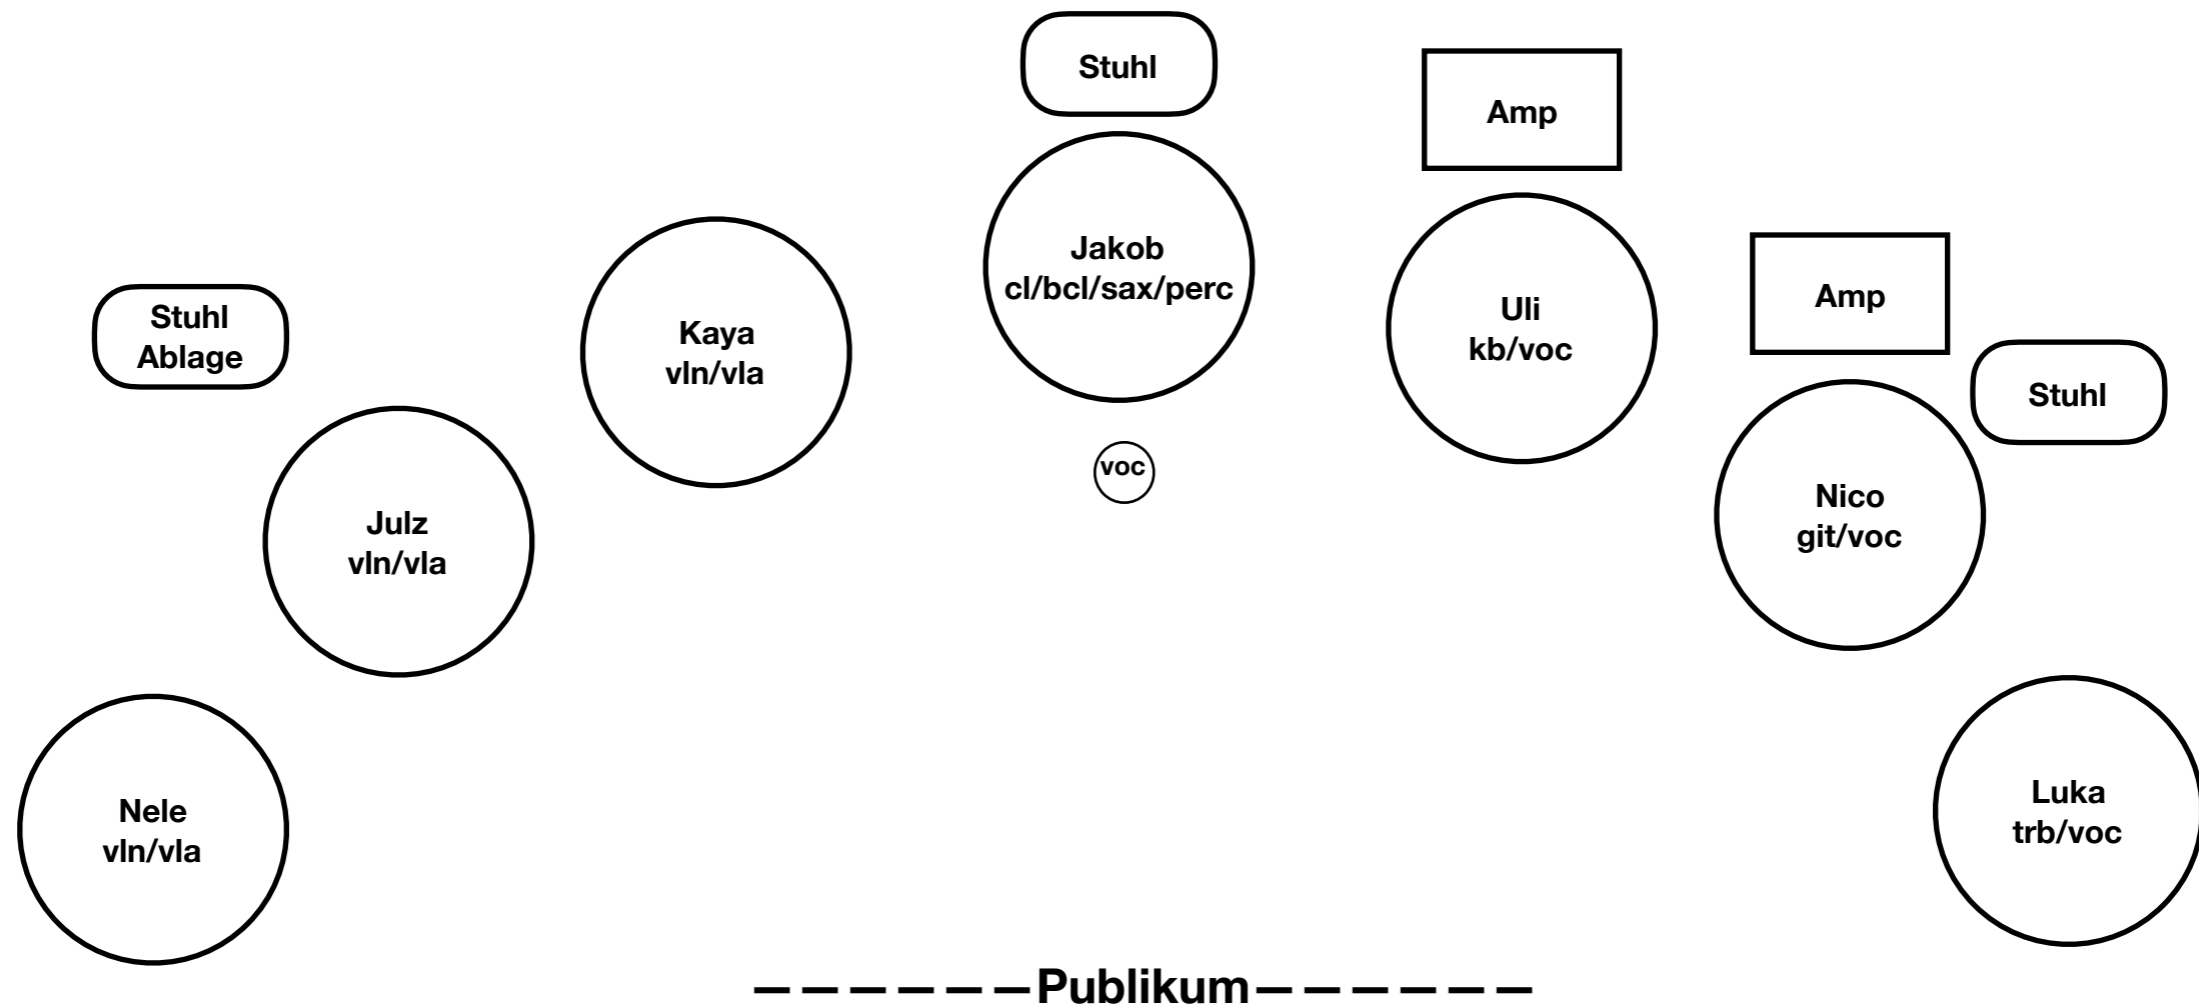 Stuhl
Amp
Jakob
cl/bcl/sax/perc
Amp
Uli
kb/voc
Stuhl
Ablage
Kaya
vln/vla
Stuhl
voc
Nico
git/voc
Julz
vln/vla
Luka
trb/voc
Nele
vln/vla
— — — — — — Publikum — — — — — —